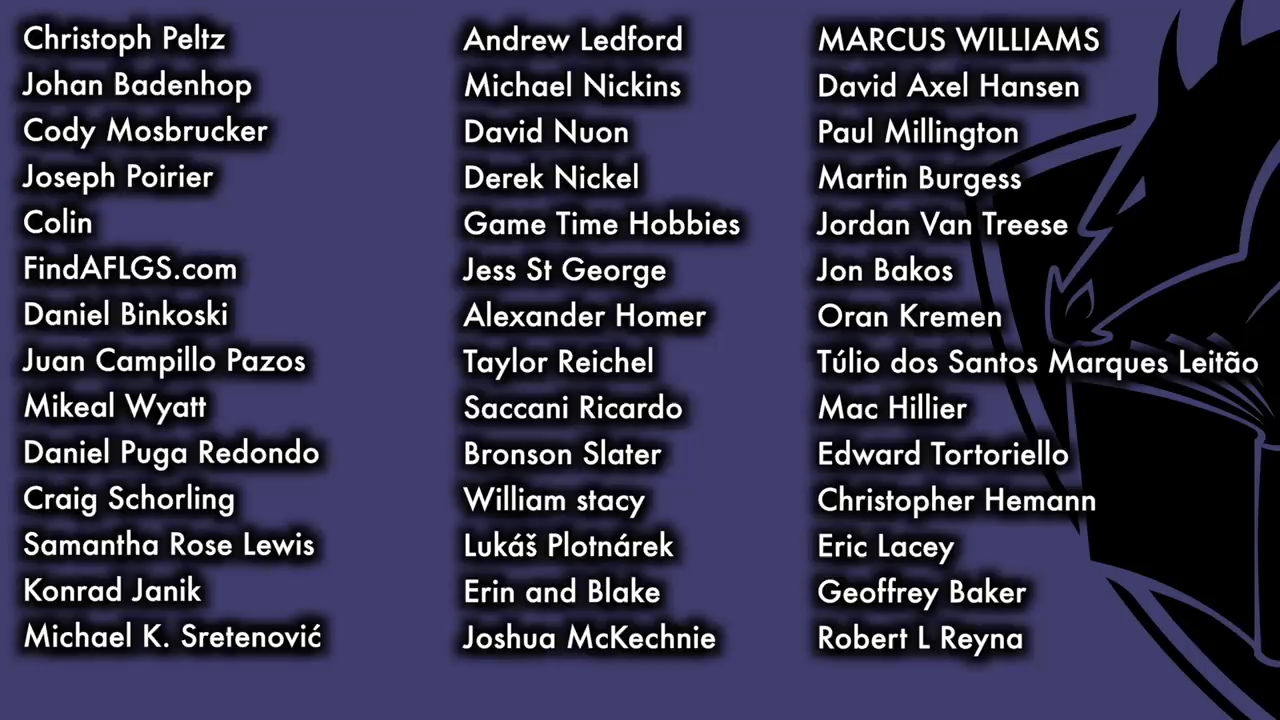 Christoph Peltz
Johan Badenhop
Cody Mosbrucker
Joseph Poirier
Colin
FindAFLGS.com
Daniel Binkoski
Juan Campillo Pazos
Mikeal Wyatt
Daniel Puga Redondo
Craig Schorling
Samantha Rose Lewis
Konrad Janik
Michael K. Sretenović
Andrew Ledford
Michael Nickins
David Nuon
Derek Nickel
Game Time Hobbies
Jess St George
Alexander Homer
Taylor Reichel
Saccani Ricardo
Bronson Slater
William stacy
Lukáš Plotnárek
Erin and Blake
Joshua McKechnie
MARCUS WILLIAMS
David Axel Hansen
Paul Millington
Martin Burgess
Jordan Van Treese
Jon Bakos
Oran Kremen
Túlio dos Santos Marques Leitão
Mac Hillier
Edward Tortoriello
Christopher Hemann
Eric Lacey
Geoffrey Baker
Robert L Reyna